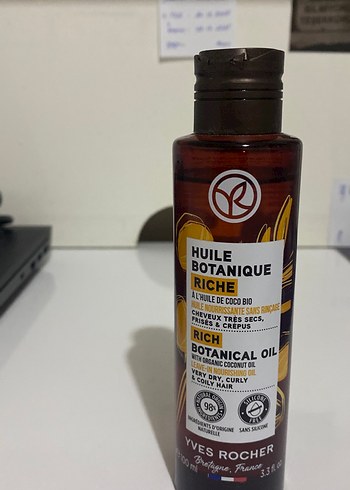 HUILE
BOTANIQUE
RICHE
À L'HUILE DE COCO BIO
HUILE NOURRISSANTE SANS RINÇAGE
CHEVEUX TRÈS SECS,
FRISÉS & CRÉPUS
RICH
BOTANICAL OIL
WITH ORGANIC COCONUT OIL
LEAVE-IN NOURISHING OIL
VERY DRY, CURLY
& COILY HAIR
98%
SILICONE
FREE
INGRÉDIENTS D'ORIGINE
NATURELLE
SANS SILICONE
YVES ROCHER
Bretagne, France
100 ml
3.3 fl.